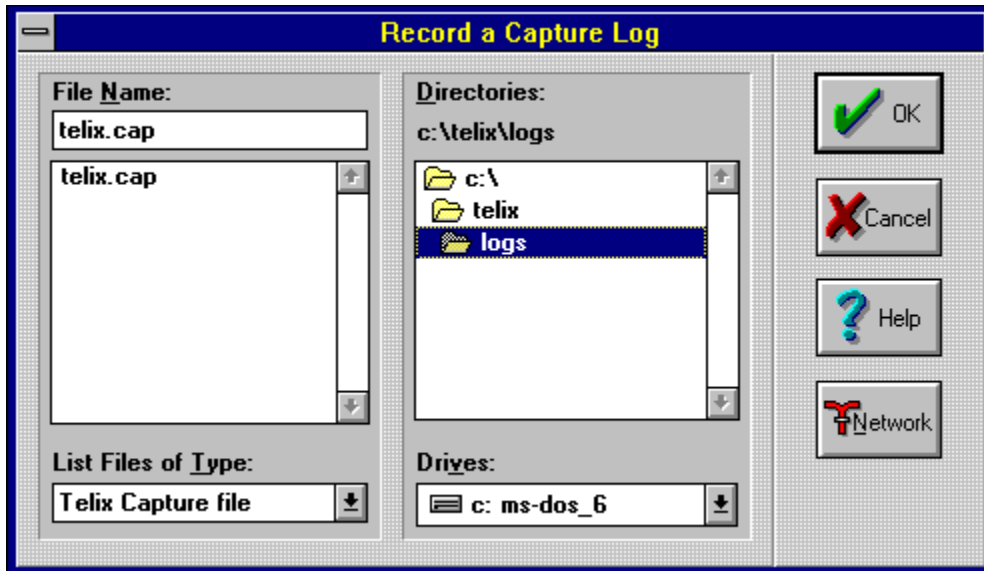 Record a Capture Log
File Name:
telix.cap
telix.cap
List Files of Type:
Telix Capture file
Directories:
c:\telix\logs
c:\
telix
logs
Drives:
c: ms-dos_6
OK
Cancel
Help
Network